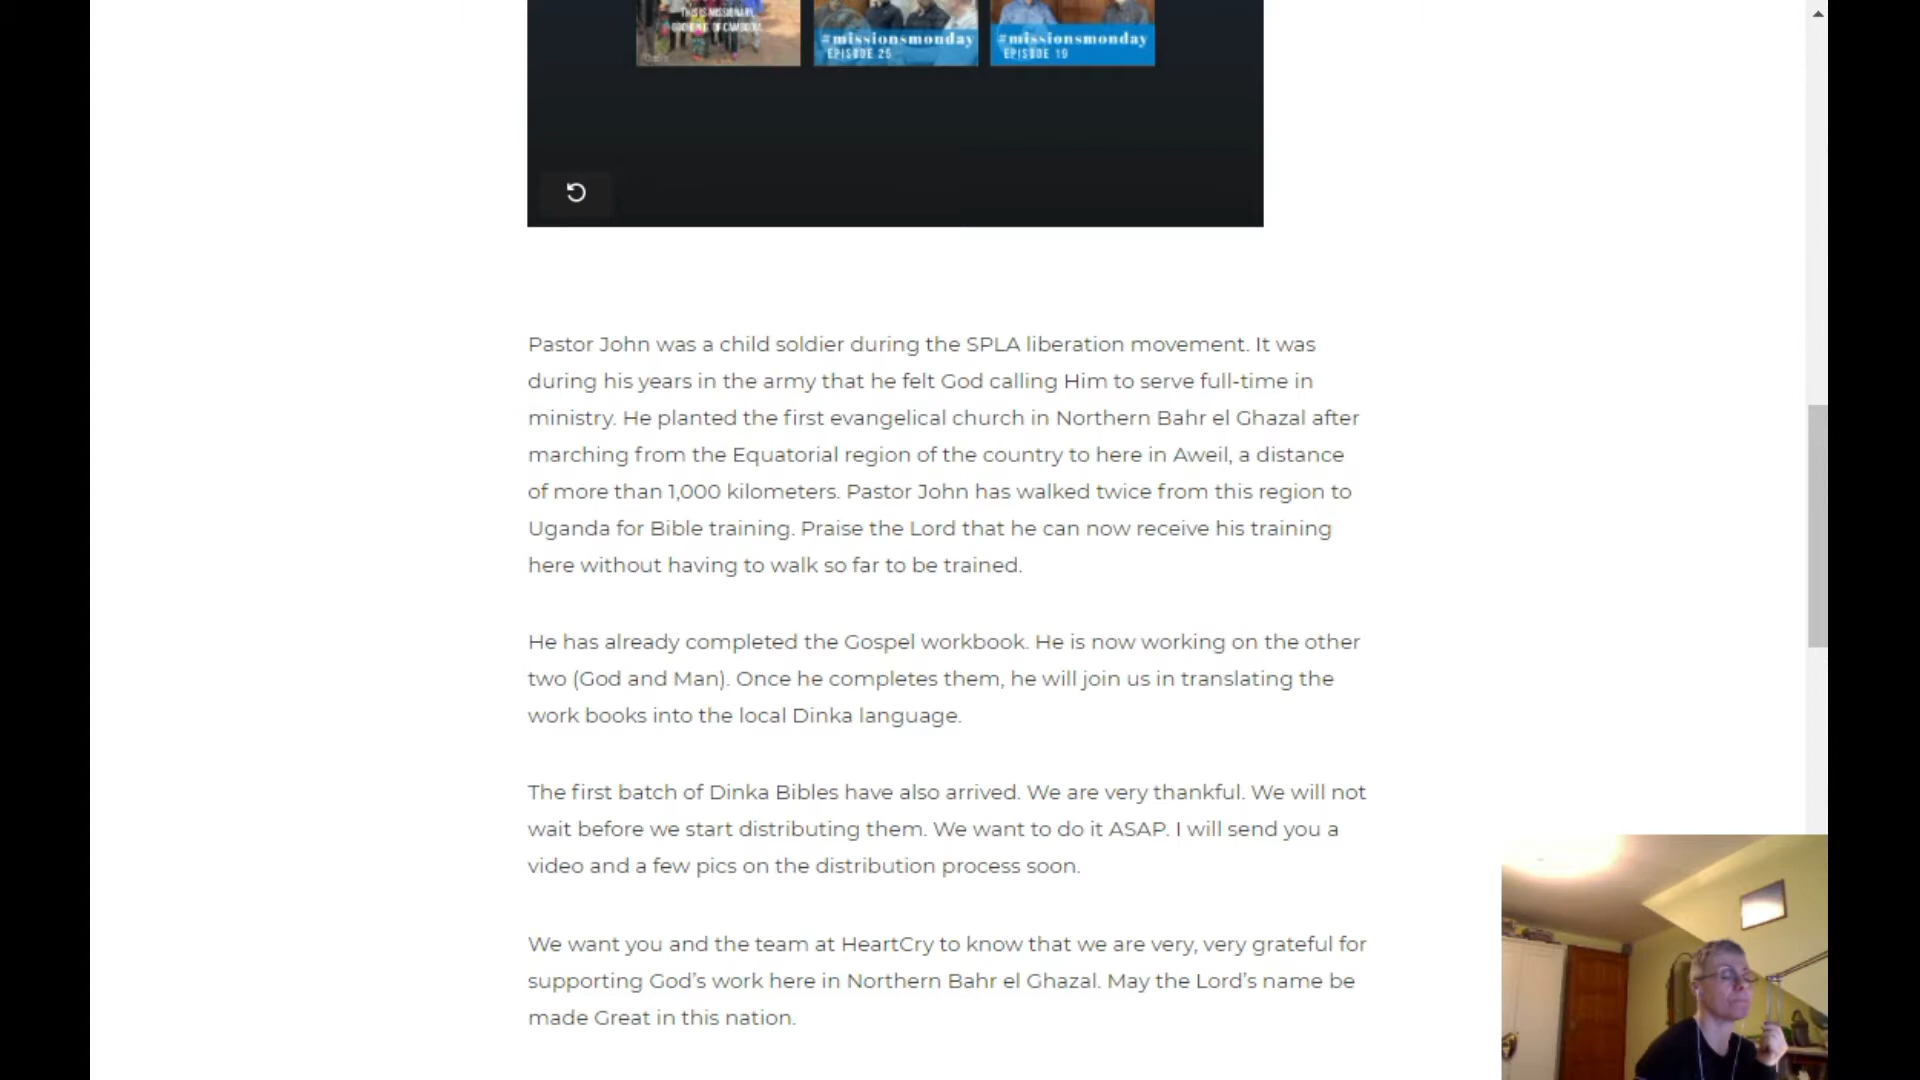 THIS IS MISSIONARY
#missionsmonday
EPISODE 25
#missionsmonday
EPISODE 19
Pastor John was a child soldier during the SPLA liberation movement. It was
during his years in the army that he felt God calling Him to serve full-time in
ministry. He planted the first evangelical church in Northern Bahr el Ghazal after
marching from the Equatorial region of the country to here in Aweil, a distance
of more than 1,000 kilometers. Pastor John has walked twice from this region to
Uganda for Bible training. Praise the Lord that he can now receive his training
here without having to walk so far to be trained.
He has already completed the Gospel workbook. He is now working on the other
two (God and Man). Once he completes them, he will join us in translating the
work books into the local Dinka language.
The first batch of Dinka Bibles have also arrived. We are very thankful. We will not
wait before we start distributing them. We want to do it ASAP. I will send you a
video and a few pics on the distribution process soon.
We want you and the team at HeartCry to know that we are very, very grateful for
supporting God's work here in Northern Bahr el Ghazal. May the Lord's name be
made Great in this nation.